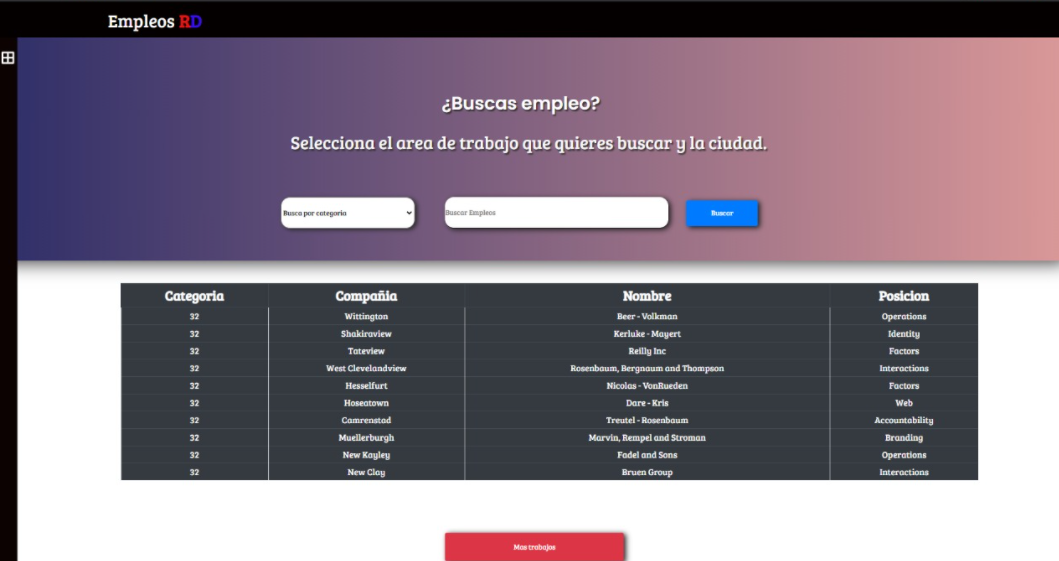 Empleos RD
¿Buscas empleo?
Selecciona el area de trabajo que quieres buscar y la ciudad.
Busca por categoria
Buscar Empleos
Buscar
Categoria Compañia Nombre Posicion
32 Wittington Beer - Volkman Operations
32 Shakiraview Kerluke - Mayert Identity
32 Tateview Reilly Inc Factors
32 West Clevelandview Rosenbaum, Bergnaum and Thompson Interactions
32 Hesselfurt Nicolas - VonRueden Factors
32 Hoseatown Dare - Kris Web
32 Camrenstad Treutel - Rosenbaum Accountability
32 Muellerburgh Marvin, Rempel and Stroman Branding
32 New Kayley Fadel and Sons Operations
32 New Clay Bruen Group Interactions
Mas trabajos